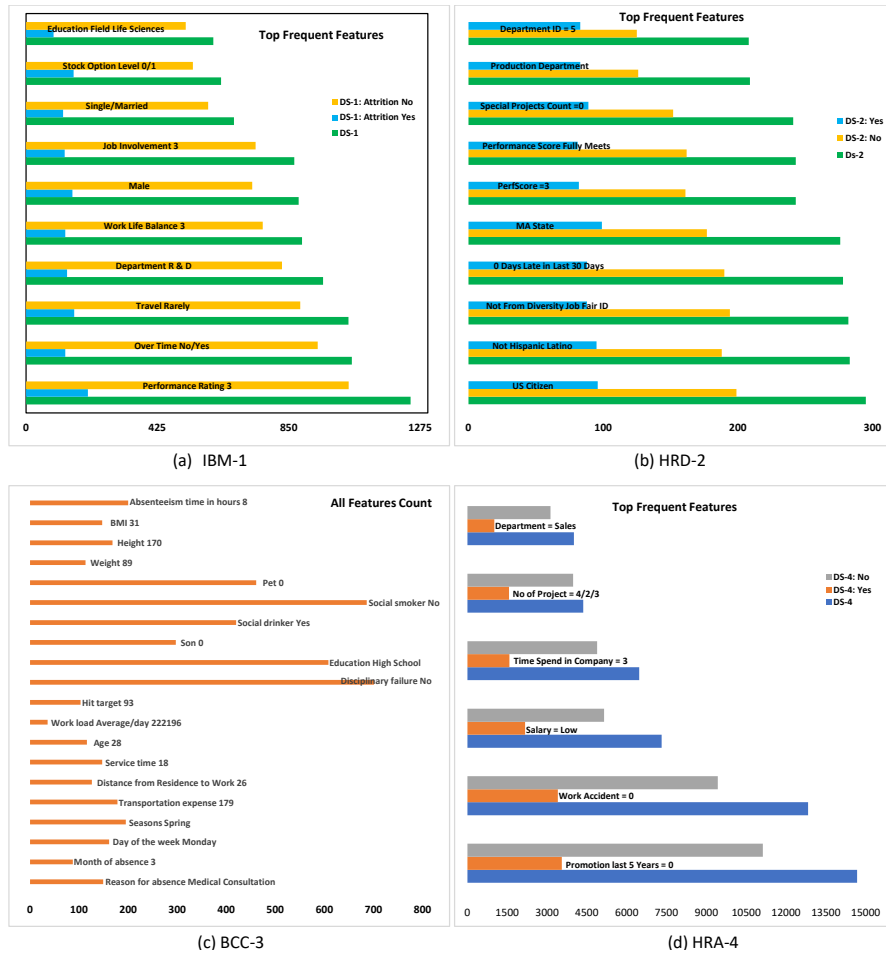 Top Frequent Features
Education Field Life Sciences
Stock Option Level 0/1
Single/Married
Job Involvement 3
Male
Work Life Balance 3
Department R & D
Travel Rarely
Over Time No/Yes
Performance Rating 3
DS-1: Attrition No
DS-1: Attrition Yes
DS-1
0 425 850 1275
(a) IBM-1
Top Frequent Features
Department ID = 5
Production Department
Special Projects Count =0
Performance Score Fully Meets
PerfScore =3
MA State
0 Days Late in Last 30 Days
Not From Diversity Job Fair ID
Not Hispanic Latino
US Citizen
DS-2: Yes
DS-2: No
Ds-2
0 100 200 300
(b) HRD-2
All Features Count
Absenteeism time in hours 8
BMI 31
Height 170
Weight 89
Pet 0
Social smoker No
Social drinker Yes
Son 0
Education High School
Disciplinary failure No
Hit target 93
Work load Average/day 222196
Age 28
Service time 18
Distance from Residence to Work 26
Transportation expense 179
Seasons Spring
Day of the week Monday
Month of absence 3
Reason for absence Medical Consultation
0 100 200 300 400 500 600 700 800
(c) BCC-3
Top Frequent Features
Department = Sales
No of Project = 4/2/3
Time Spend in Company = 3
Salary = Low
Work Accident = 0
Promotion last 5 Years = 0
DS-4: No
DS-4: Yes
DS-4
0 1500 3000 4500 6000 7500 9000 10500 12000 13500 15000
(d) HRA-4